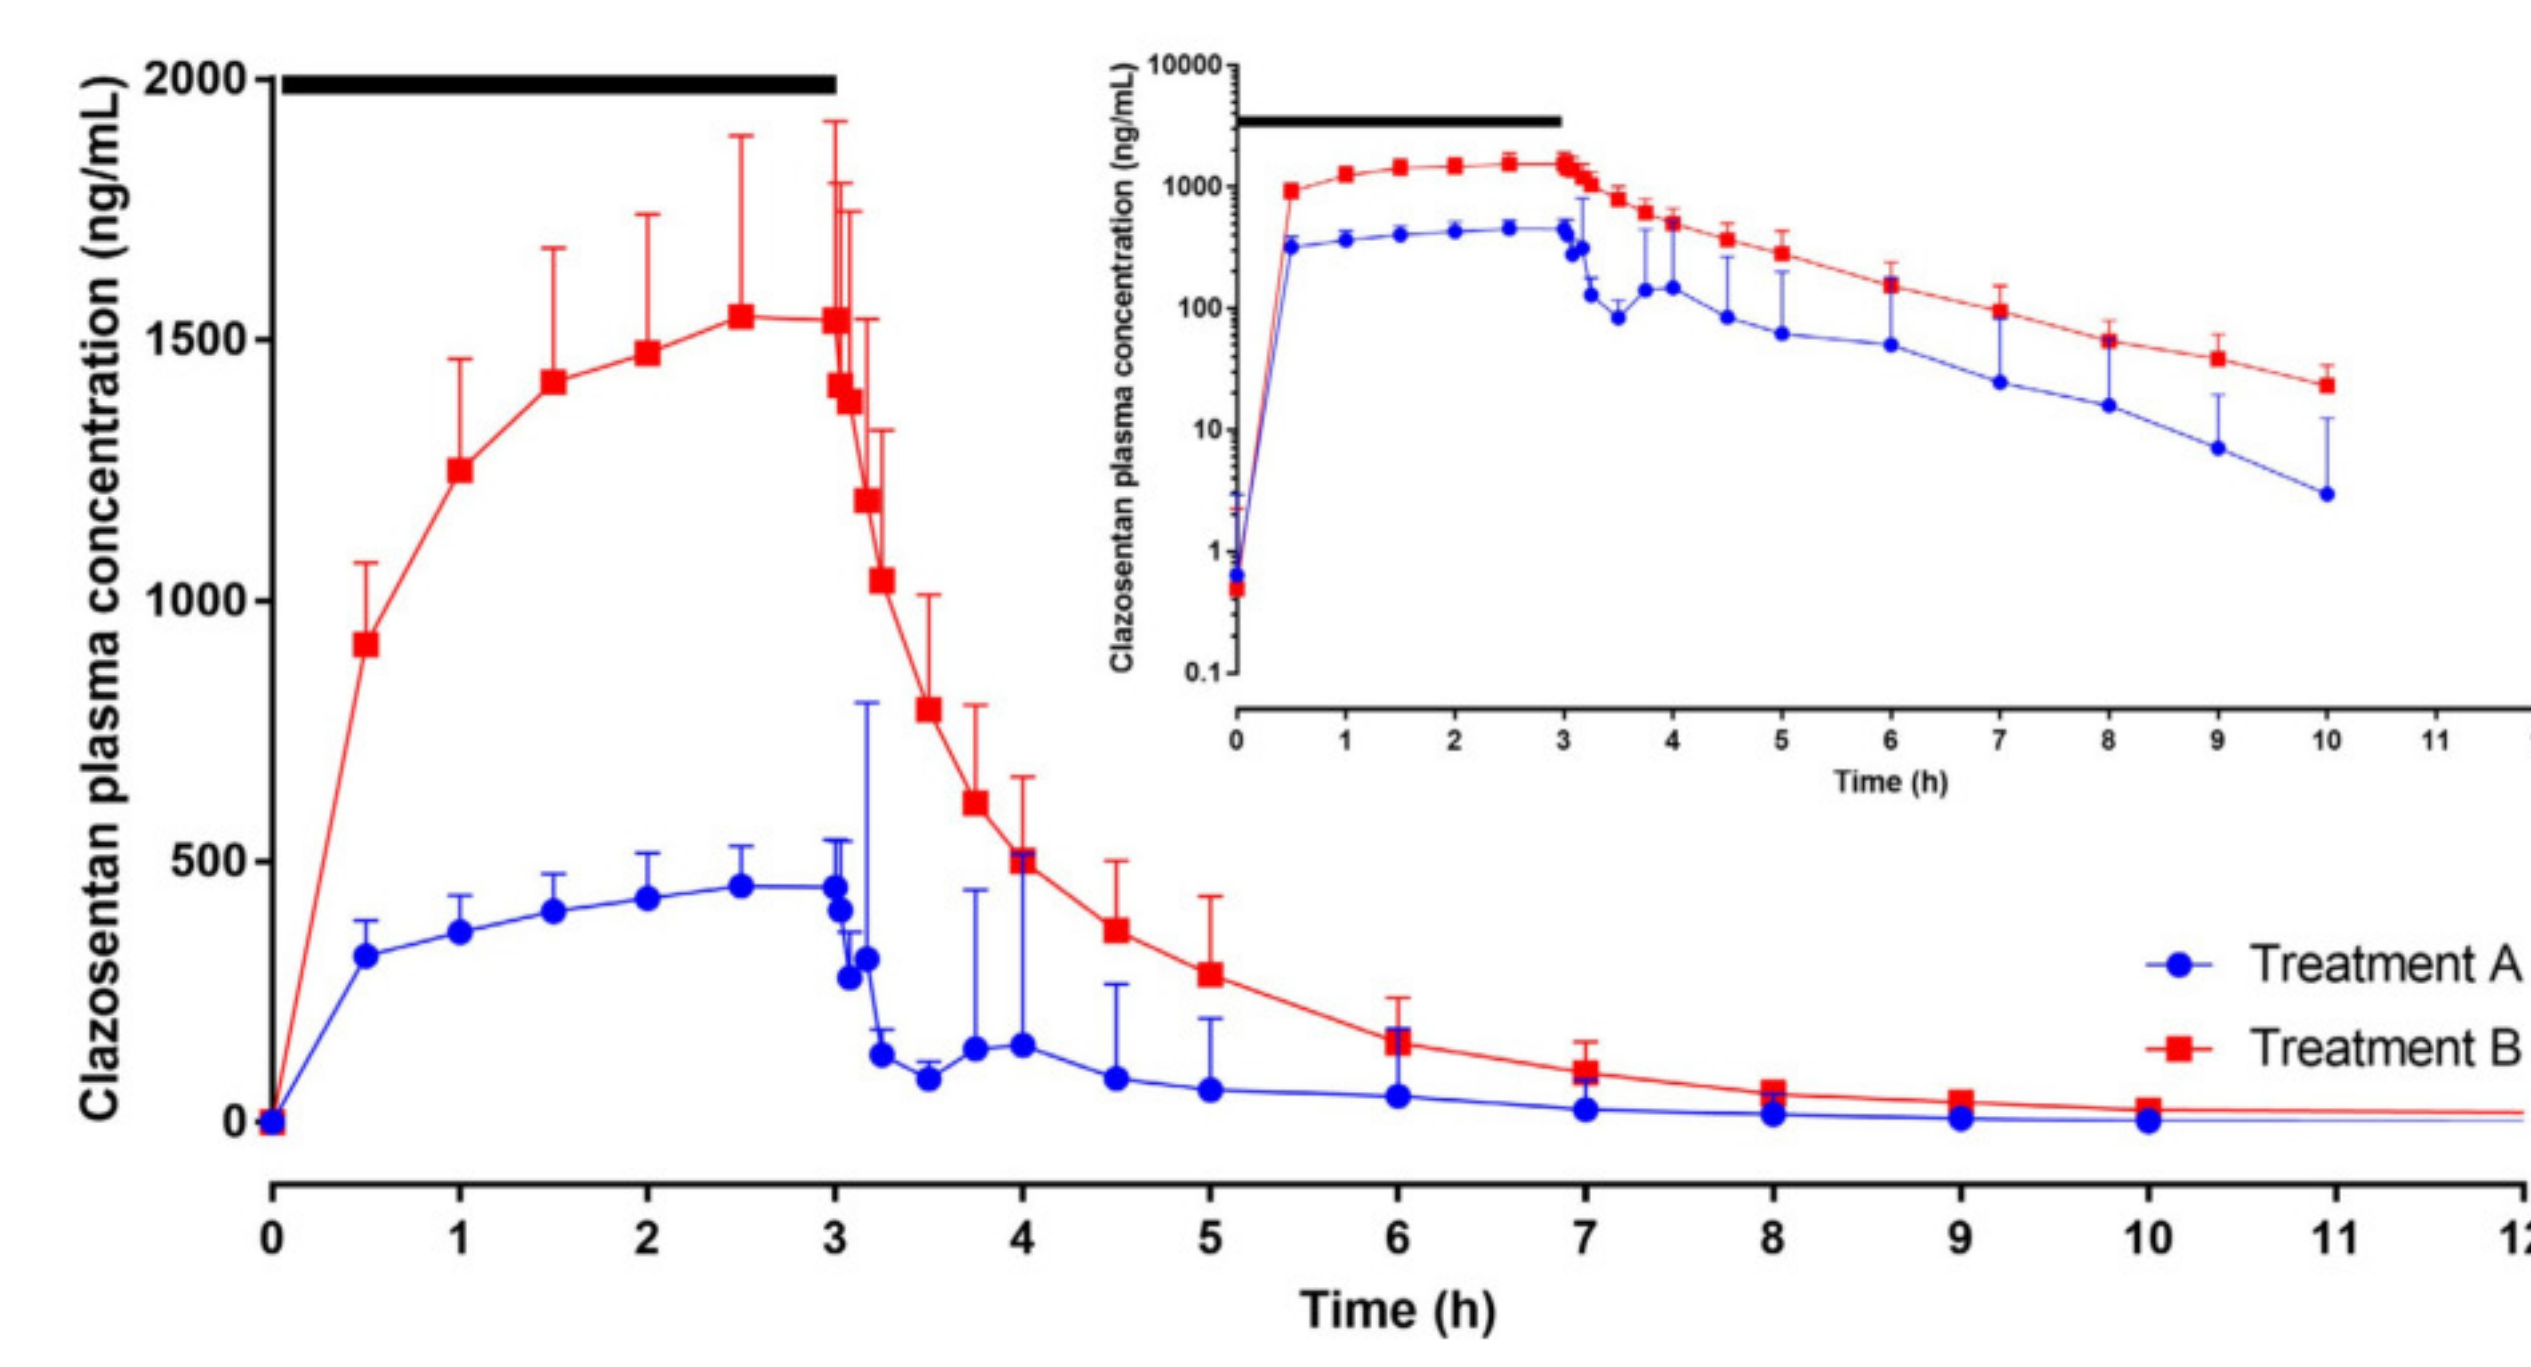 Clazosentan plasma concentration (ng/mL)
2000
1500
1000
500
0
0 1 2 3 4 5 6 7 8 9 10 11
Time (h)
Clazosentan plasma concentration (ng/mL)
10000
1000
100
10
1
0.1
0 1 2 3 4 5 6 7 8 9 10 11
Time (h)
Treatment A
Treatment B